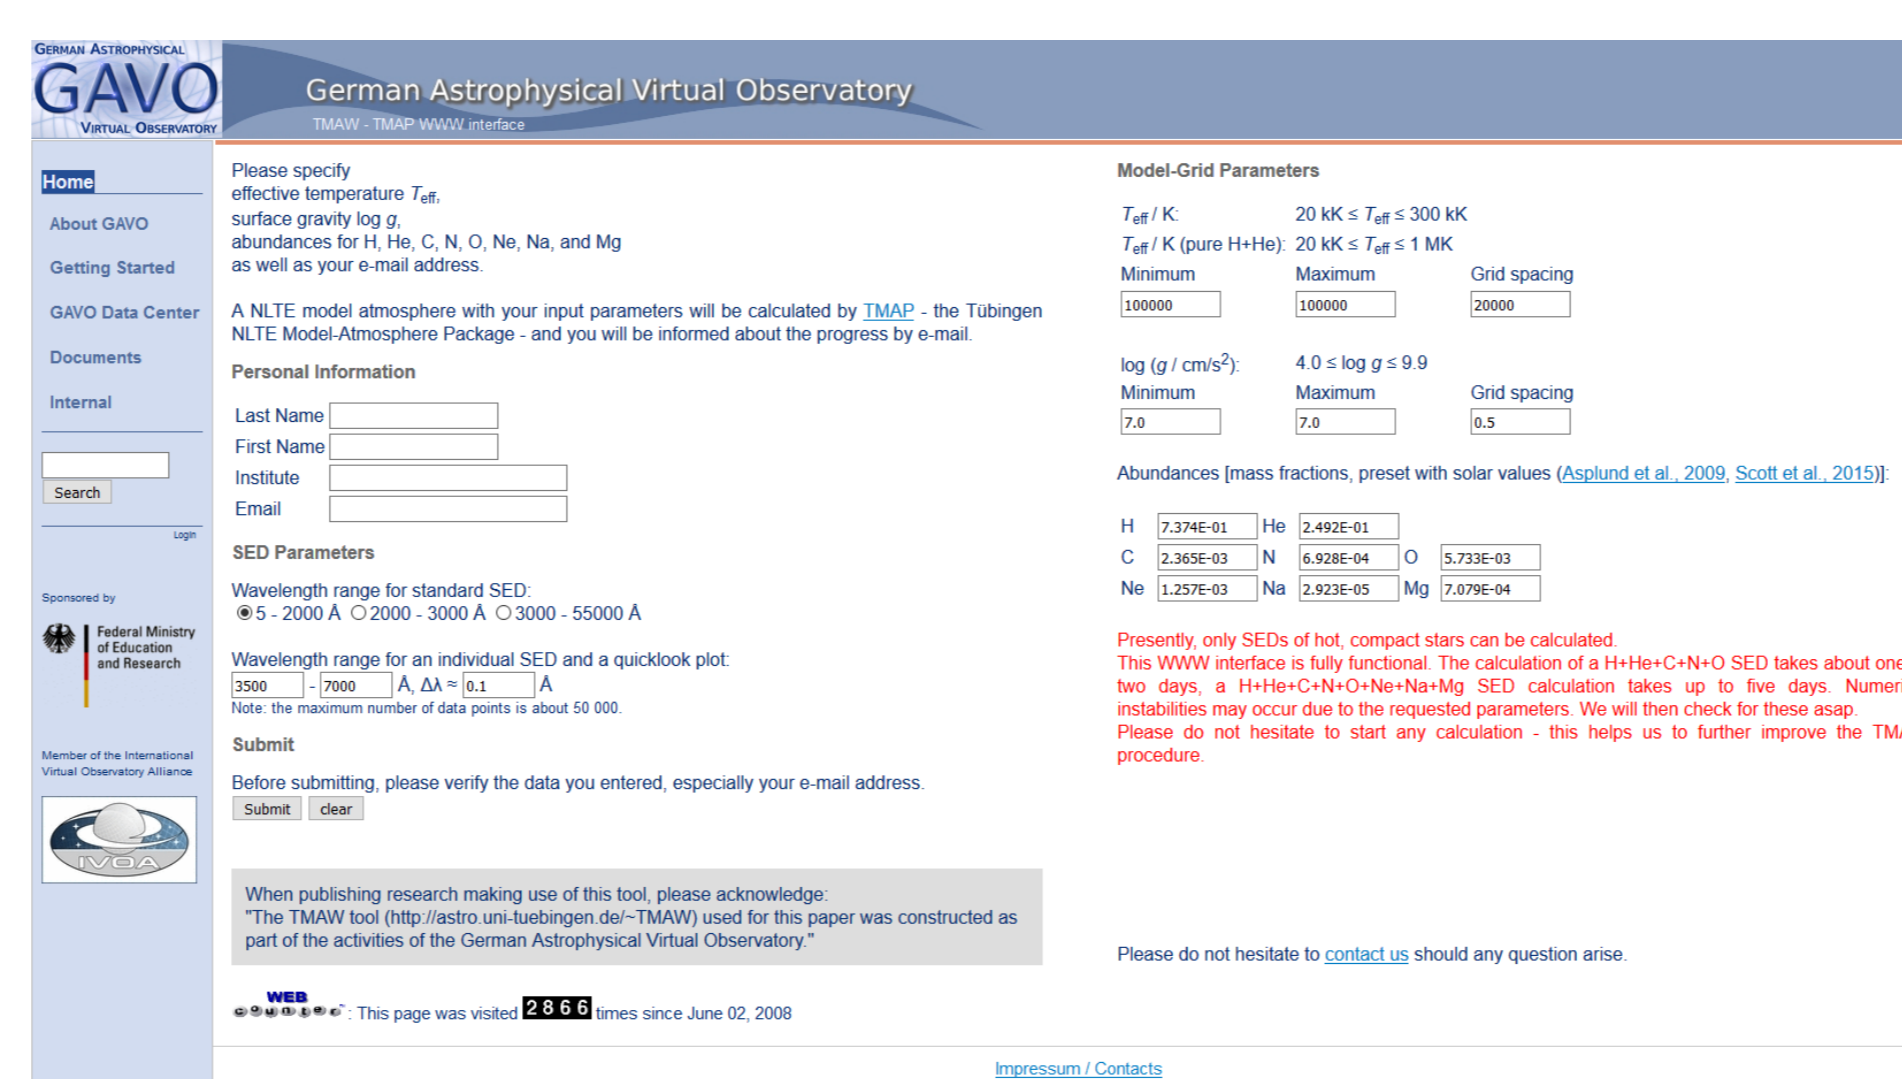 GERMAN ASTROPHYSICAL
GAVO
VIRTUAL OBSERVATORY
German Astrophysical Virtual Observatory
TMAW - TMAP WWW interface
Home
About GAVO
Getting Started
GAVO Data Center
Documents
Internal
Search
Login
Sponsored by
Federal Ministry
of Education
and Research
Member of the International
Virtual Observatory Alliance
IVOA
Please specify
effective temperature Teff,
surface gravity log g,
abundances for H, He, C, N, O, Ne, Na, and Mg
as well as your e-mail address.
A NLTE model atmosphere with your input parameters will be calculated by TMAP - the Tübingen
NLTE Model-Atmosphere Package - and you will be informed about the progress by e-mail.
Personal Information
Last Name
First Name
Institute
Email
SED Parameters
Wavelength range for standard SED:
5 - 2000 Å 2000 - 3000 Å 3000 - 55000 Å
Wavelength range for an individual SED and a quicklook plot:
3500 - 7000 Å, Δλ ≈ 0.1 Å
Note: the maximum number of data points is about 50 000.
Submit
Before submitting, please verify the data you entered, especially your e-mail address.
Submit clear
When publishing research making use of this tool, please acknowledge:
"The TMAW tool (http://astro.uni-tuebingen.de/~TMAW) used for this paper was constructed as
part of the activities of the German Astrophysical Virtual Observatory."
WEB
counter™: This page was visited 2866 times since June 02, 2008
Model-Grid Parameters
Teff / K: 20 kK ≤ Teff ≤ 300 kK
Teff / K (pure H+He): 20 kK ≤ Teff ≤ 1 MK
Minimum Maximum Grid spacing
100000 100000 20000
log (g / cm/s²): 4.0 ≤ log g ≤ 9.9
Minimum Maximum Grid spacing
7.0 7.0 0.5
Abundances [mass fractions, preset with solar values (Asplund et al., 2009, Scott et al., 2015)]:
H 7.374E-01 He 2.492E-01
C 2.365E-03 N 6.928E-04 O 5.733E-03
Ne 1.257E-03 Na 2.923E-05 Mg 7.079E-04
Presently, only SEDs of hot, compact stars can be calculated.
This WWW interface is fully functional. The calculation of a H+He+C+N+O SED takes about one
two days, a H+He+C+N+O+Ne+Na+Mg SED calculation takes up to five days. Numeri
instabilities may occur due to the requested parameters. We will then check for these asap.
Please do not hesitate to start any calculation - this helps us to further improve the TMA
procedure.
Please do not hesitate to contact us should any question arise.
Impressum / Contacts